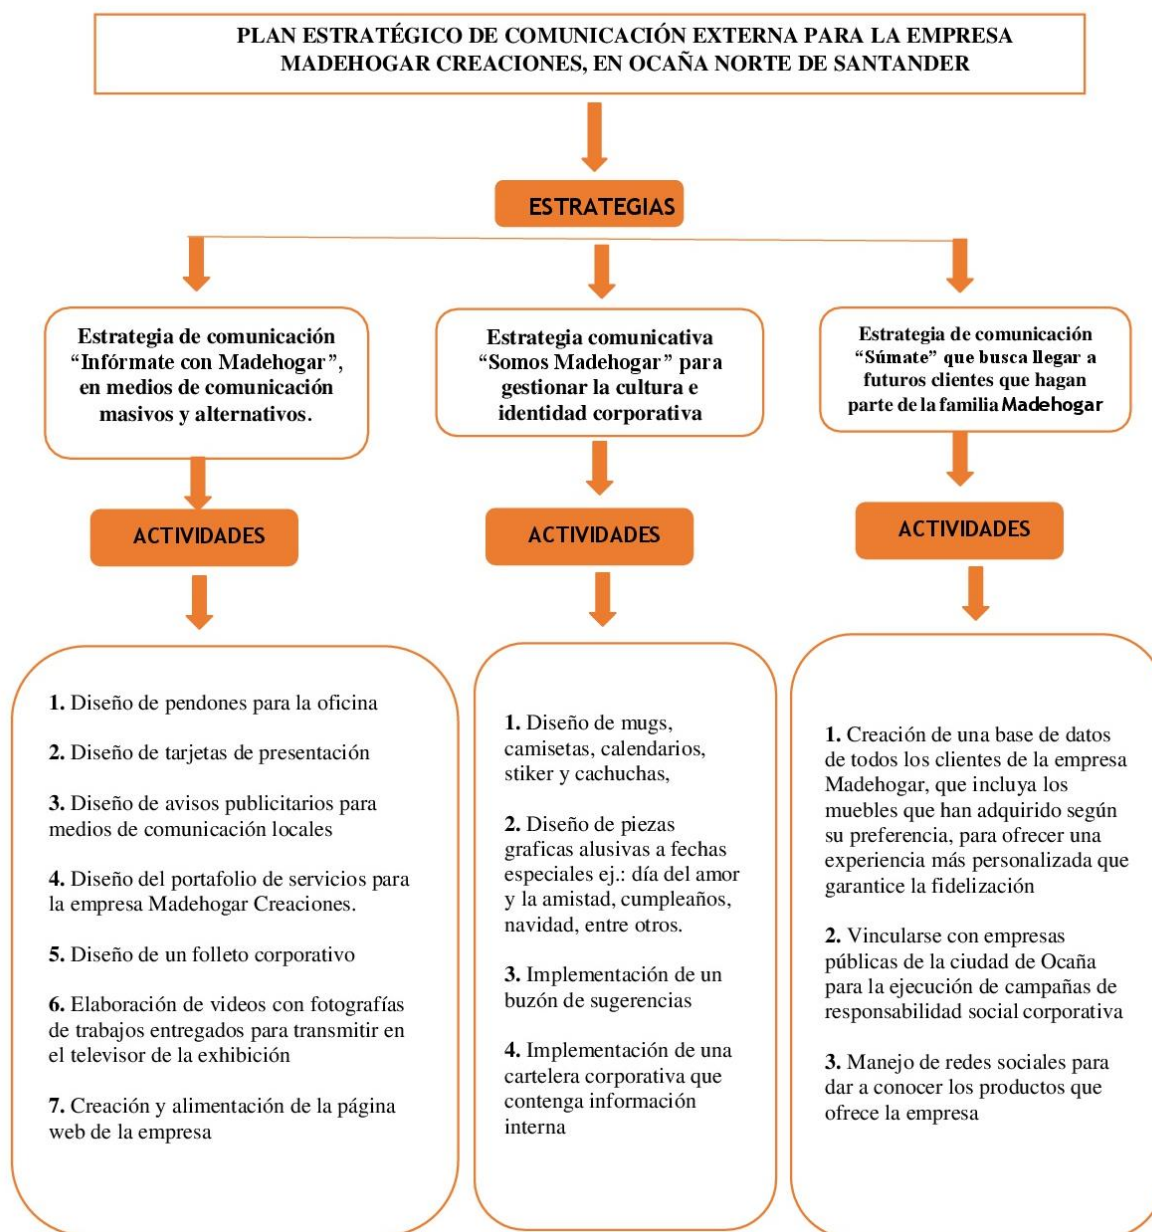 PLAN ESTRATÉGICO DE COMUNICACIÓN EXTERNA PARA LA EMPRESA
MADEHOGAR CREACIONES, EN OCAÑA NORTE DE SANTANDER
ESTRATEGIAS
Estrategia de comunicación
“Infórmate con Madehogar”,
en medios de comunicación
masivos y alternativos.
Estrategia comunicativa
“Somos Madehogar” para
gestionar la cultura e
identidad corporativa
Estrategia de comunicación
“Súmate” que busca llegar a
futuros clientes que hagan
parte de la familia Madehogar
ACTIVIDADES
ACTIVIDADES
ACTIVIDADES
1. Diseño de pendones para la oficina
2. Diseño de tarjetas de presentación
3. Diseño de avisos publicitarios para
medios de comunicación locales
4. Diseño del portafolio de servicios para
la empresa Madehogar Creaciones.
5. Diseño de un folleto corporativo
6. Elaboración de videos con fotografías
de trabajos entregados para transmitir en
el televisor de la exhibición
7. Creación y alimentación de la página
web de la empresa
1. Diseño de mugs,
camisetas, calendarios,
stiker y cachuchas,
2. Diseño de piezas
graficas alusivas a fechas
especiales ej.: día del amor
y la amistad, cumpleaños,
navidad, entre otros.
3. Implementación de un
buzón de sugerencias
4. Implementación de una
cartelera corporativa que
contenga información
interna
1. Creación de una base de datos
de todos los clientes de la empresa
Madehogar, que incluya los
muebles que han adquirido según
su preferencia, para ofrecer una
experiencia más personalizada que
garantice la fidelización
2. Vincularse con empresas
públicas de la ciudad de Ocaña
para la ejecución de campañas de
responsabilidad social corporativa
3. Manejo de redes sociales para
dar a conocer los productos que
ofrece la empresa